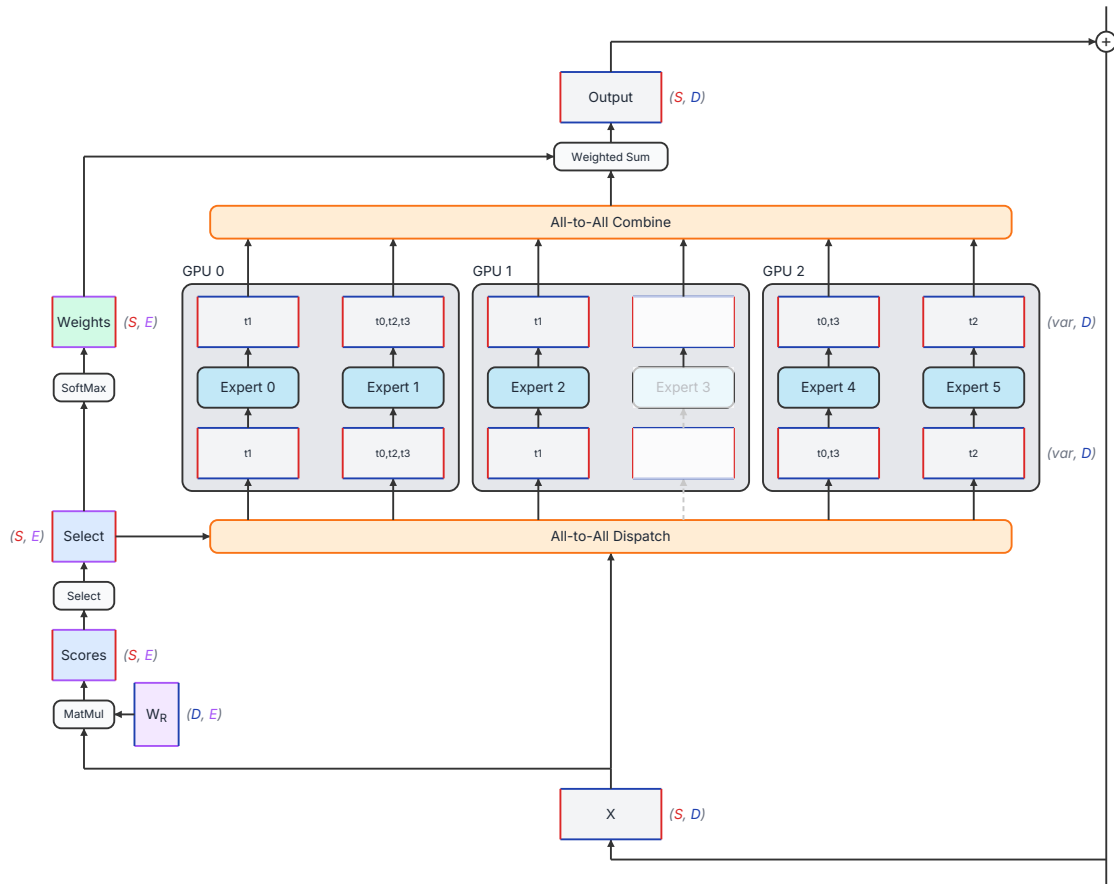 +
Output
(S, D)
Weighted Sum
All-to-All Combine
GPU 0
GPU 1
GPU 2
Weights
(S, E)
t1
t0,t2,t3
t1
t0,t3
t2
(var, D)
SoftMax
Expert 0
Expert 1
Expert 2
Expert 3
Expert 4
Expert 5
t1
t0,t2,t3
t1
t0,t3
t2
(var, D)
(S, E)
Select
All-to-All Dispatch
Select
Scores
(S, E)
MatMul
WR
(D, E)
X
(S, D)